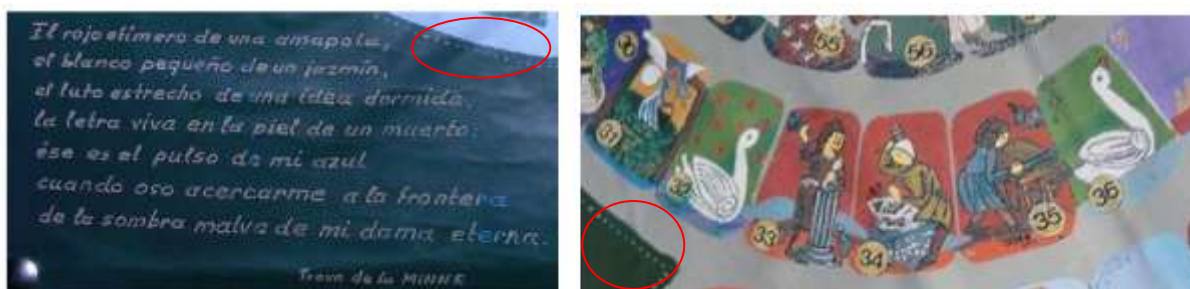 El rojo efímero de una amapola,
el blanco pequeño de un jazmín,
el luto estrecho de una idea dormida,
la letra viva en la piel de un muerto:
ése es el pulso de mi azul
cuando oso acercarme a la frontera
de la sombra malva de mi dama eterna.
Trova de la MINNE
55
56
31
32
33
34
35
36